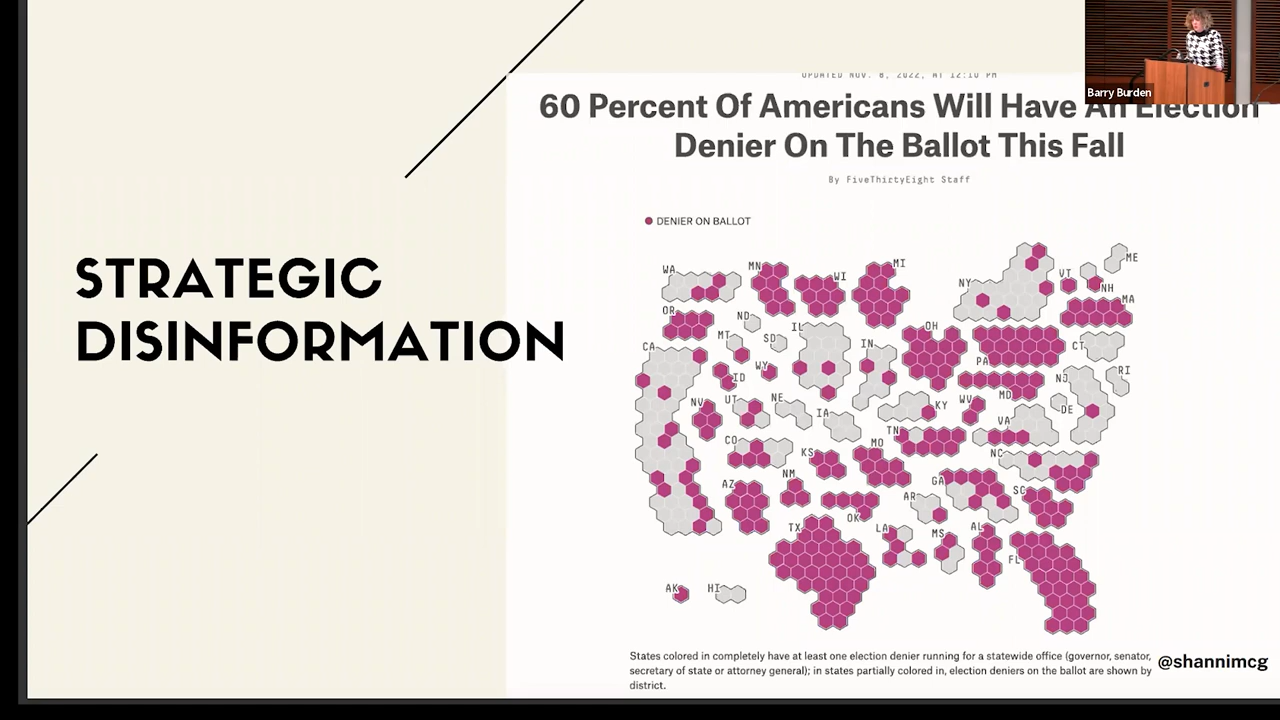 Barry Burden
UPDATED NOV. 8, 2022, AT 12:10 PM
60 Percent Of Americans Will Have An Election
Denier On The Ballot This Fall
By FiveThirtyEight Staff
DENIER ON BALLOT
STRATEGIC
DISINFORMATION
WA
MN
WI
MI
NY
VT
ME
NH
MA
OR
ND
MT
SD
IL
IN
OH
PA
CT
RI
CA
ID
WY
NV
UT
NE
IA
KY
WV
MD
NJ
DE
VA
CO
KS
MO
TN
NC
AZ
NM
OK
AR
GA
SC
TX
LA
MS
AL
FL
AK
HI
States colored in completely have at least one election denier running for a statewide office (governor, senator,
secretary of state or attorney general); in states partially colored in, election deniers on the ballot are shown by
district.
@shannimcg